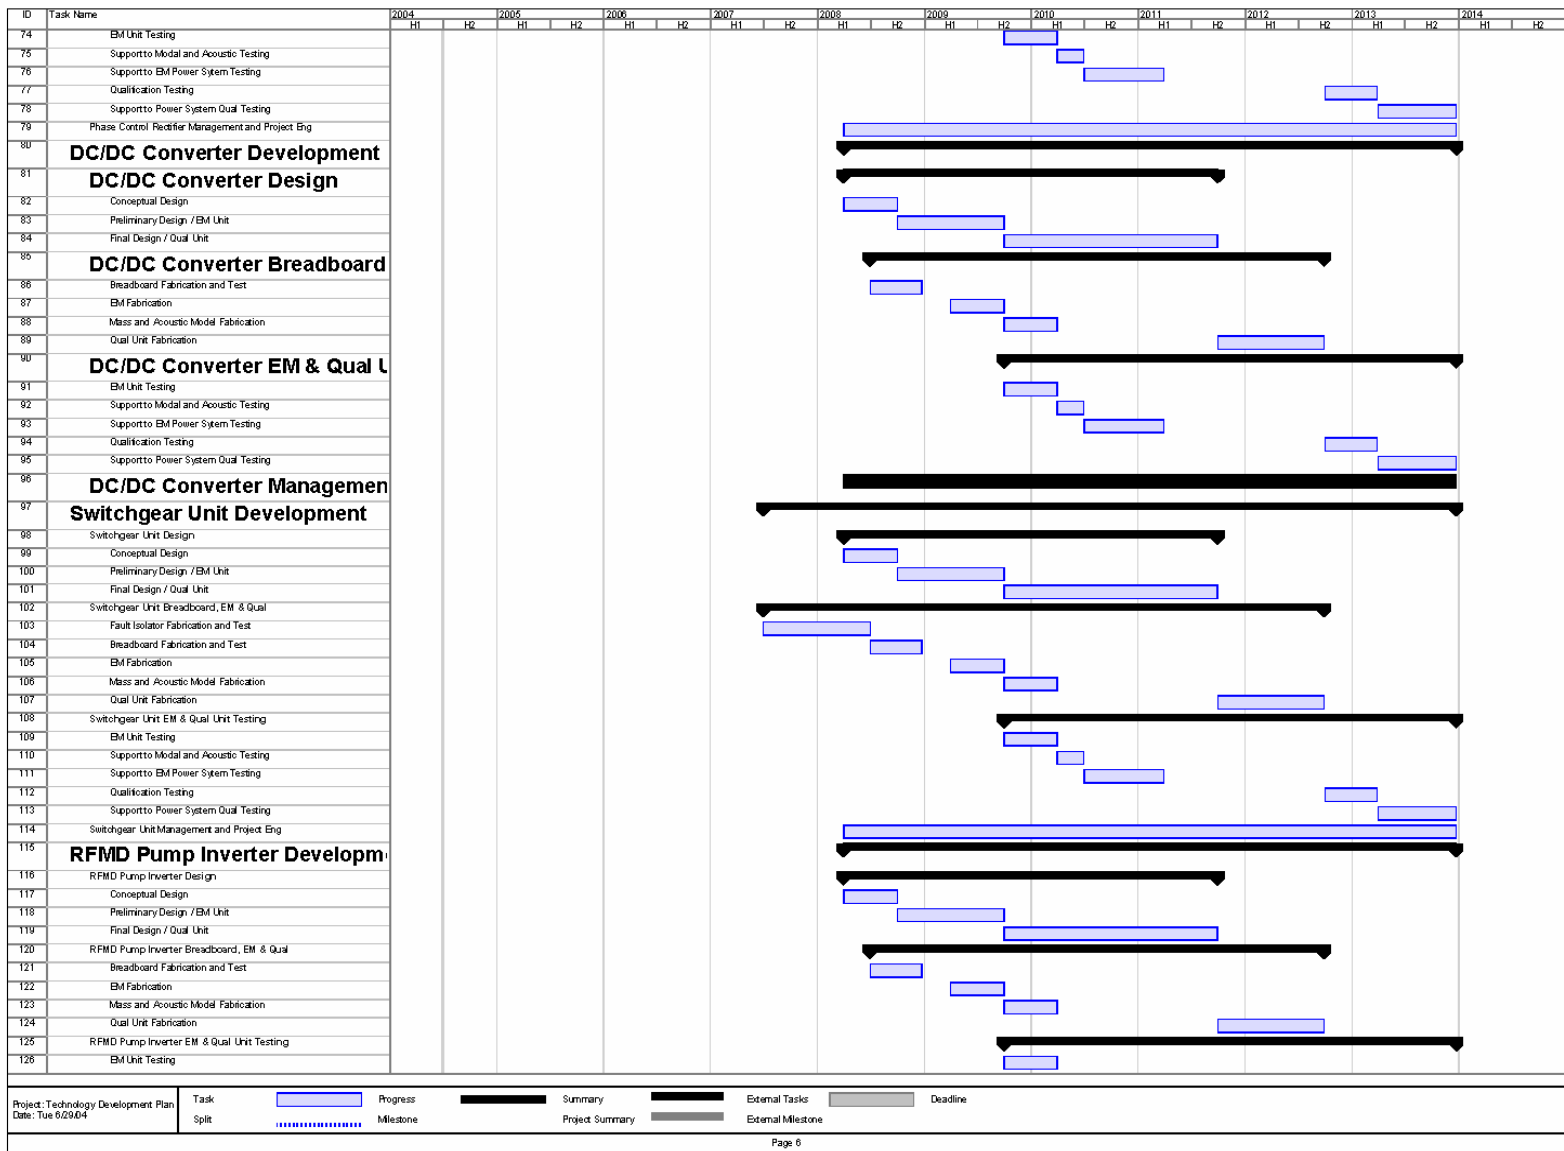 ID Task Name 2004 2005 2006 2007 2008 2009 2010 2011 2012 2013 2014
H1 H2 H1 H2 H1 H2 H1 H2 H1 H2 H1 H2 H1 H2 H1 H2 H1 H2 H1 H2 H1 H2
74 EM Unit Testing
75 Support to Modal and Acoustic Testing
76 Support to EM Power Sytem Testing
77 Qualification Testing
78 Support to Power System Qual Testing
79 Phase Control Rectifier Management and Project Eng
80 DC/DC Converter Development
81 DC/DC Converter Design
82 Conceptual Design
83 Preliminary Design / EM Unit
84 Final Design / Qual Unit
85 DC/DC Converter Breadboard
86 Breadboard Fabrication and Test
87 EM Fabrication
88 Mass and Acoustic Model Fabrication
89 Qual Unit Fabrication
90 DC/DC Converter EM & Qual U
91 EM Unit Testing
92 Support to Modal and Acoustic Testing
93 Support to EM Power Sytem Testing
94 Qualification Testing
95 Support to Power System Qual Testing
96 DC/DC Converter Managemen
97 Switchgear Unit Development
98 Switchgear Unit Design
99 Conceptual Design
100 Preliminary Design / EM Unit
101 Final Design / Qual Unit
102 Switchgear Unit Breadboard, EM & Qual
103 Fault Isolator Fabrication and Test
104 Breadboard Fabrication and Test
105 EM Fabrication
106 Mass and Acoustic Model Fabrication
107 Qual Unit Fabrication
108 Switchgear Unit EM & Qual Unit Testing
109 EM Unit Testing
110 Support to Modal and Acoustic Testing
111 Support to EM Power Sytem Testing
112 Qualification Testing
113 Support to Power System Qual Testing
114 Switchgear Unit Management and Project Eng
115 RFMD Pump Inverter Developm
116 RFMD Pump Inverter Design
117 Conceptual Design
118 Preliminary Design / EM Unit
119 Final Design / Qual Unit
120 RFMD Pump Inverter Breadboard, EM & Qual
121 Breadboard Fabrication and Test
122 EM Fabrication
123 Mass and Acoustic Model Fabrication
124 Qual Unit Fabrication
125 RFMD Pump Inverter EM & Qual Unit Testing
126 EM Unit Testing
Project: Technology Development Plan
Date: Tue 6/29/04
Task Progress Summary External Tasks Deadline
Split Milestone Project Summary External Milestone
Page 6